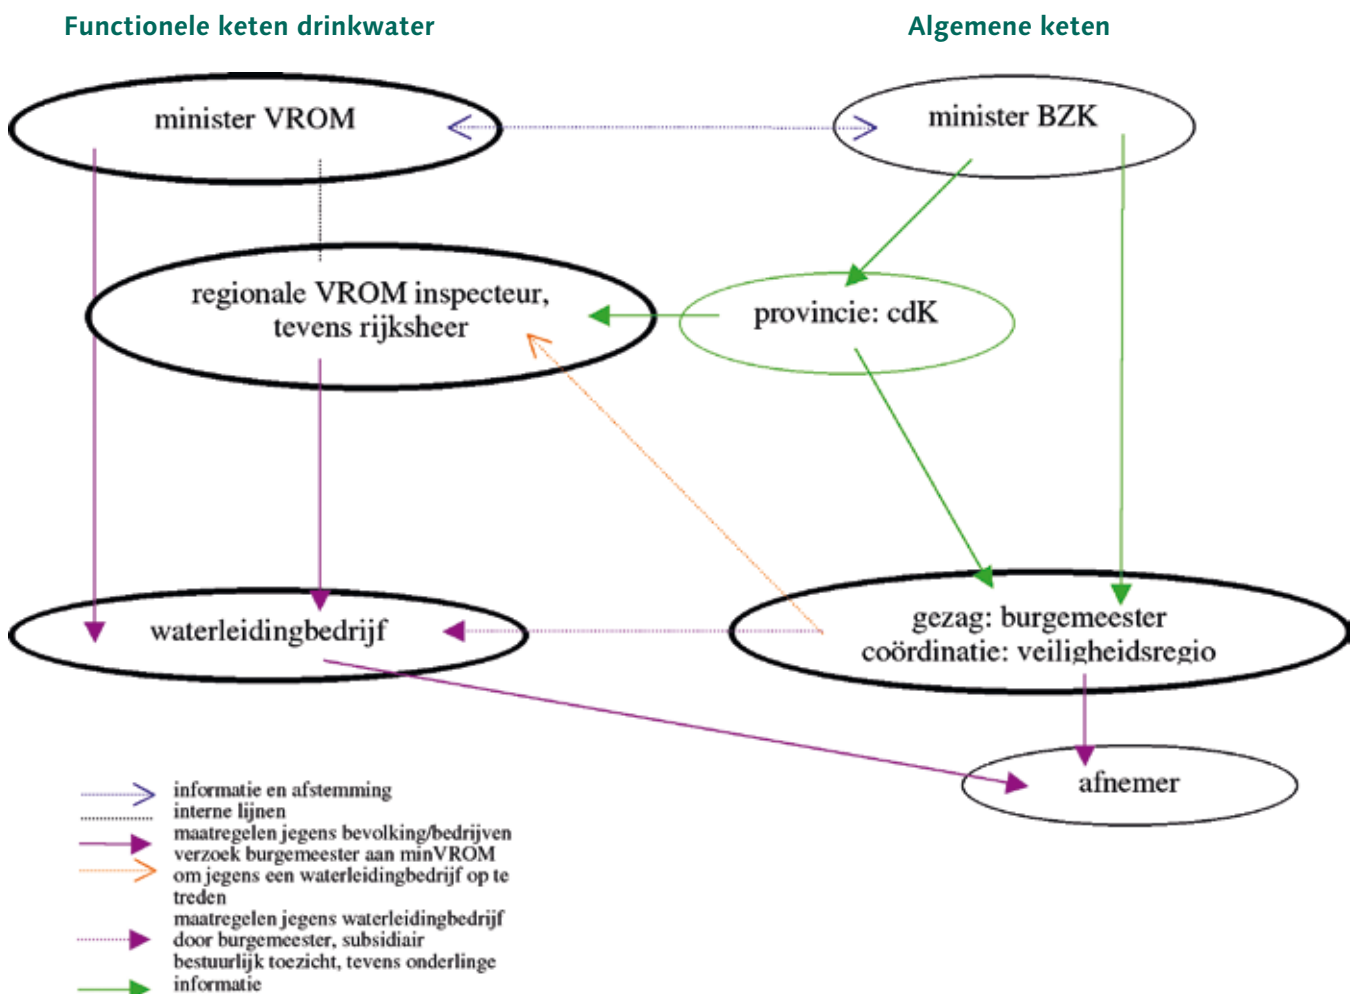 Functionele keten drinkwater
Algemene keten
minister VROM
minister BZK
regionale VROM inspecteur,
tevens rijksheer
provincie: cdK
waterleidingbedrijf
gezag: burgemeester
coördinatie: veiligheidsregio
afnemer
informatie en afstemming
interne lijnen
maatregelen jegens bevolking/bedrijven
verzoek burgemeester aan minVROM
om jegens een waterleidingbedrijf op te
treden
maatregelen jegens waterleidingbedrijf
door burgemeester, subsidiair
bestuurlijk toezicht, tevens onderlinge
informatie